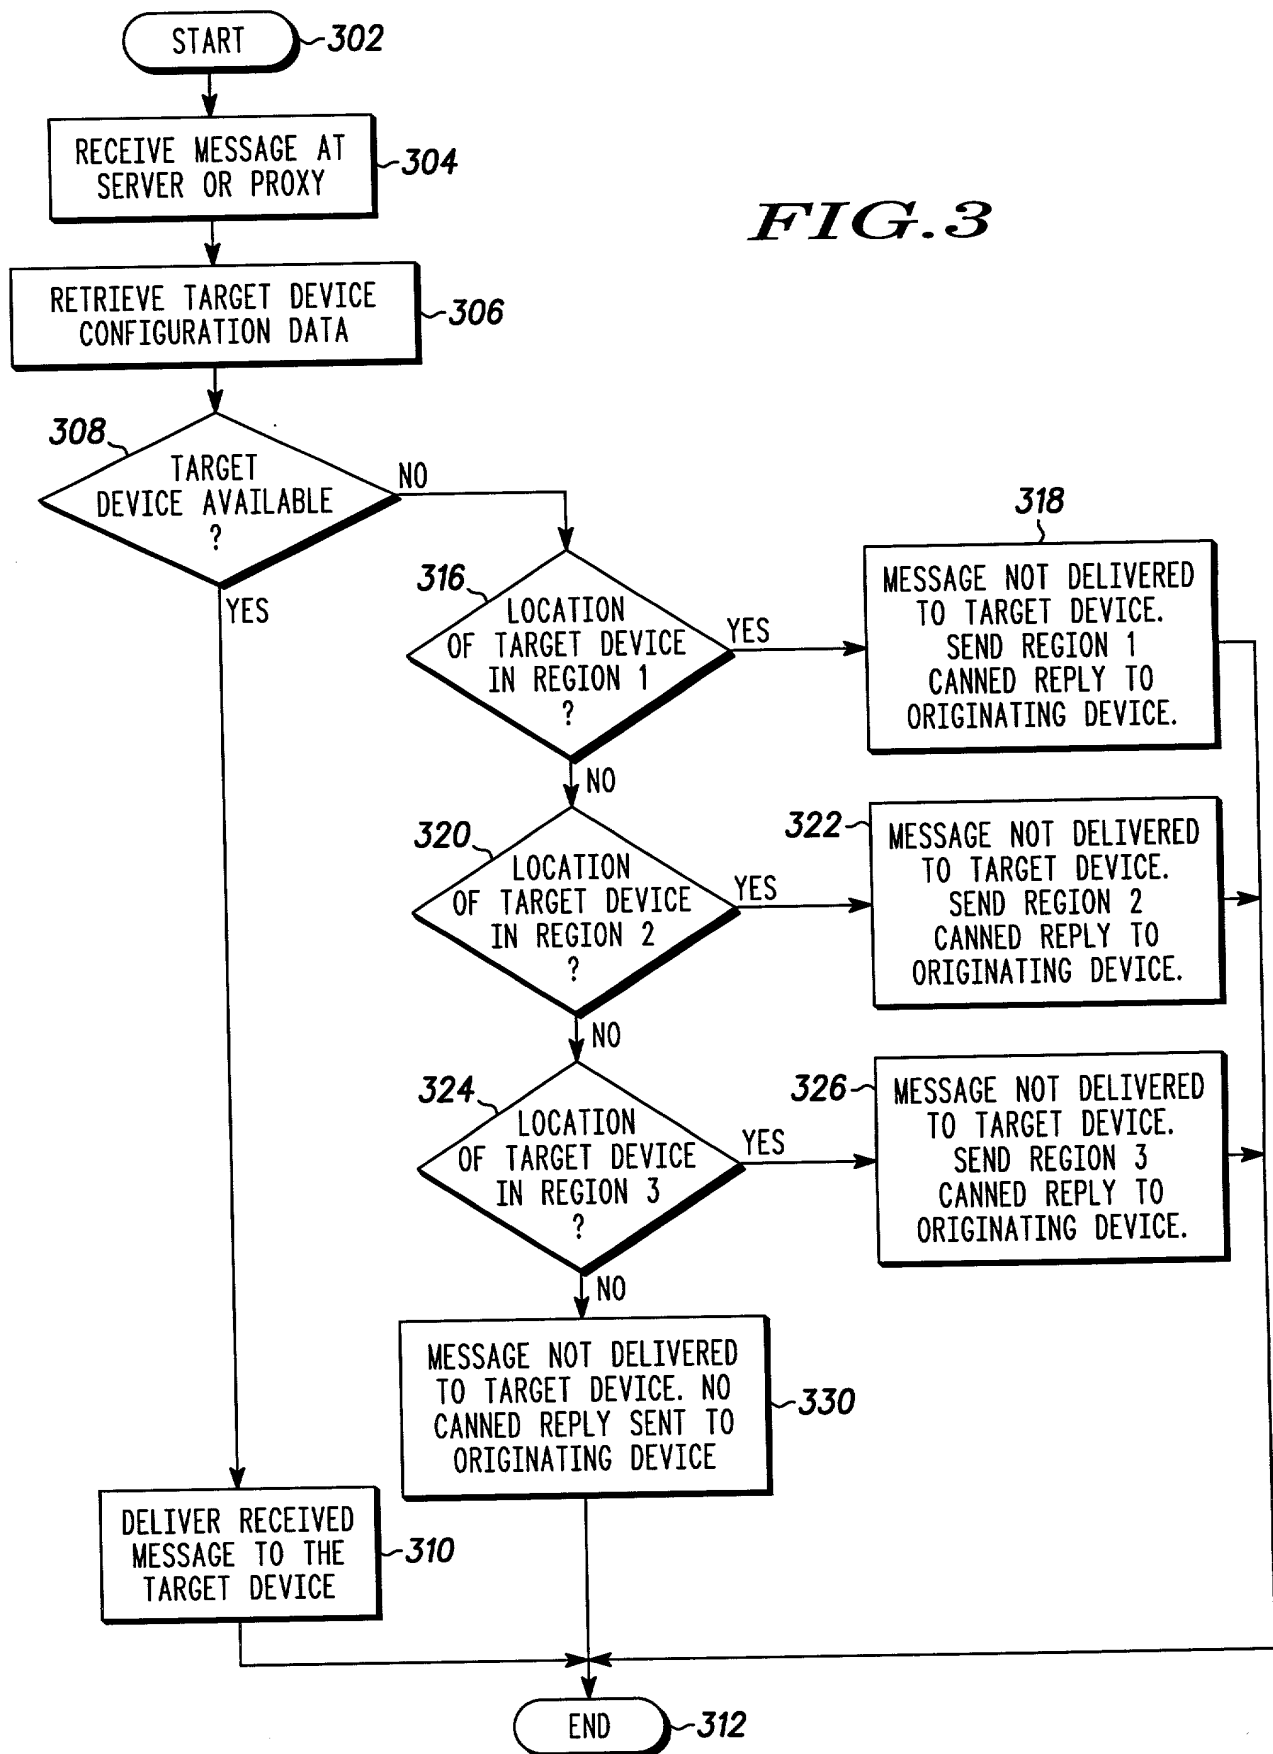 START
302
RECEIVE MESSAGE AT
SERVER OR PROXY
304
FIG.3
RETRIEVE TARGET DEVICE
CONFIGURATION DATA
306
308
TARGET
DEVICE AVAILABLE
?
NO
YES
316
LOCATION
OF TARGET DEVICE
IN REGION 1
?
YES
NO
318
MESSAGE NOT DELIVERED
TO TARGET DEVICE.
SEND REGION 1
CANNED REPLY TO
ORIGINATING DEVICE.
320
LOCATION
OF TARGET DEVICE
IN REGION 2
?
YES
NO
322
MESSAGE NOT DELIVERED
TO TARGET DEVICE.
SEND REGION 2
CANNED REPLY TO
ORIGINATING DEVICE.
324
LOCATION
OF TARGET DEVICE
IN REGION 3
?
YES
NO
326
MESSAGE NOT DELIVERED
TO TARGET DEVICE.
SEND REGION 3
CANNED REPLY TO
ORIGINATING DEVICE.
MESSAGE NOT DELIVERED
TO TARGET DEVICE. NO
CANNED REPLY SENT TO
ORIGINATING DEVICE
330
DELIVER RECEIVED
MESSAGE TO THE
TARGET DEVICE
310
END
312